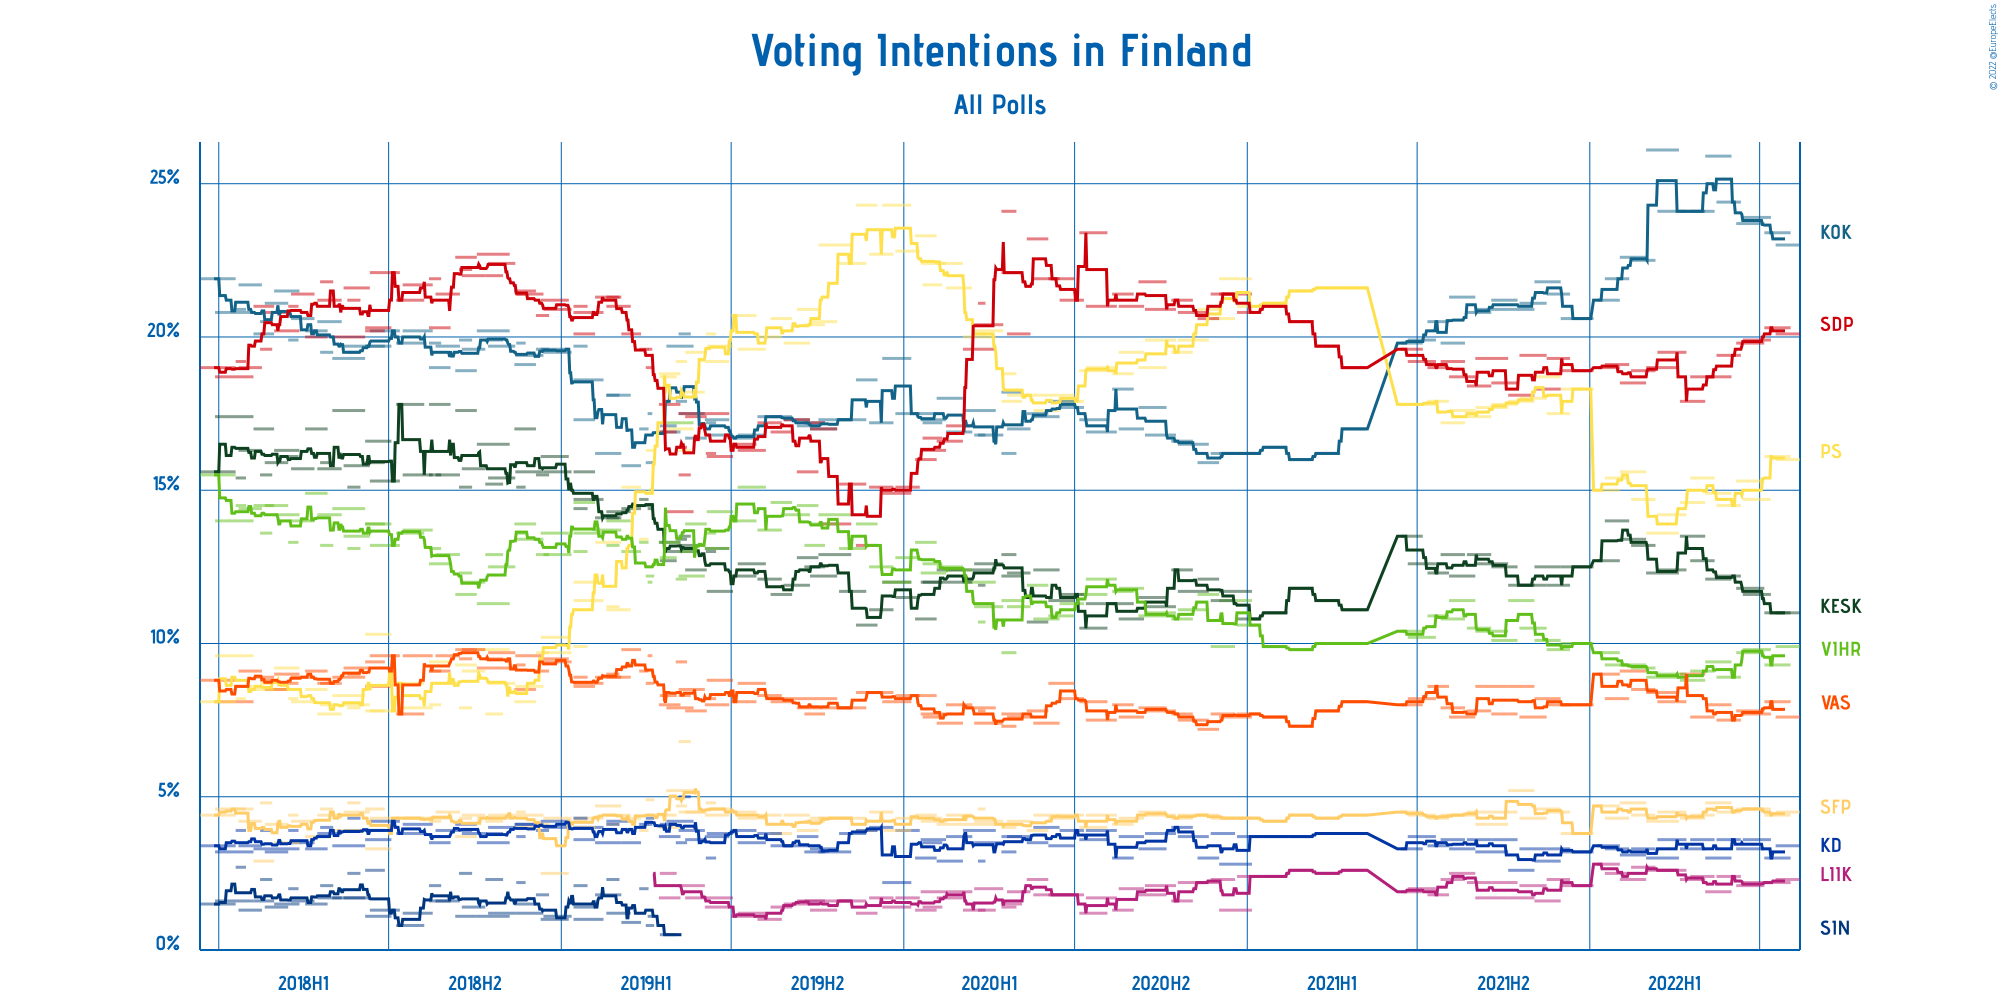 Voting Intentions in Finland
All Polls
© 2022 @EuropeElects
25%
20%
15%
10%
5%
0%
KOK
SDP
PS
KESK
VIHR
VAS
SFP
KD
LIIK
SIN
2018H1
2018H2
2019H1
2019H2
2020H1
2020H2
2021H1
2021H2
2022H1